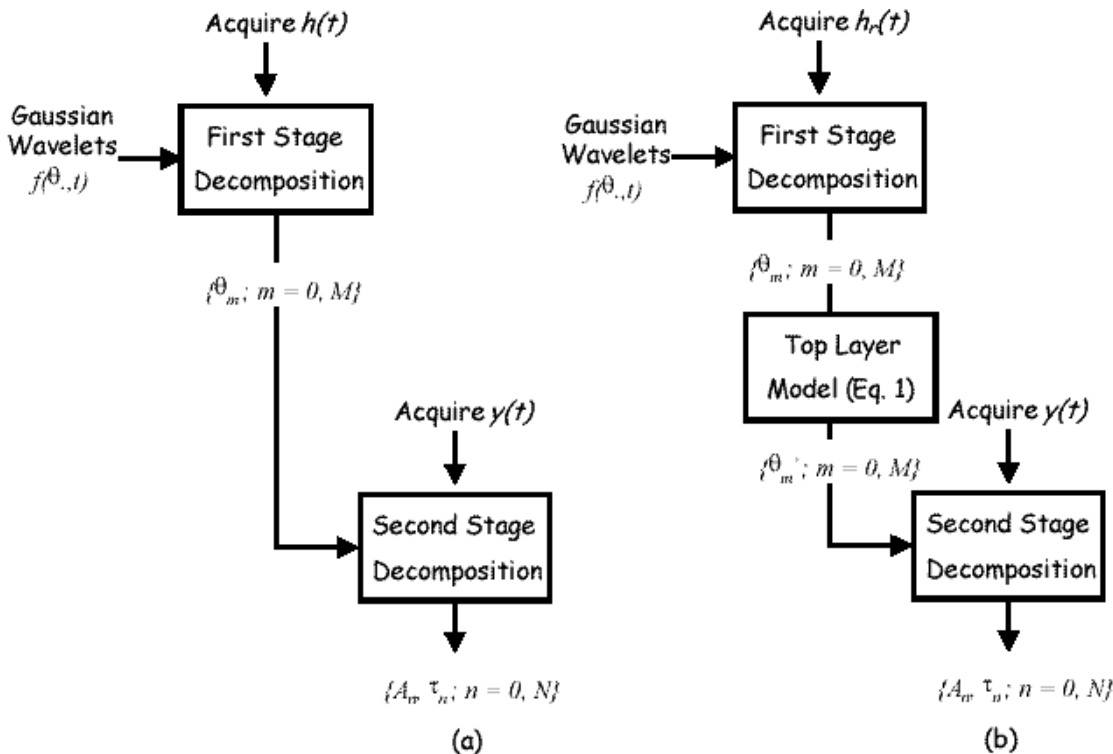 Acquire h(t)
Gaussian
Wavelets
f(θ.,t)
First Stage
Decomposition
{θm; m = 0, M}
Acquire y(t)
Second Stage
Decomposition
{An, τn; n = 0, N}
(a)
Acquire hr(t)
Gaussian
Wavelets
f(θ.,t)
First Stage
Decomposition
{θm; m = 0, M}
Top Layer
Model (Eq. 1)
{θm'; m = 0, M}
Acquire y(t)
Second Stage
Decomposition
{An, τn; n = 0, N}
(b)